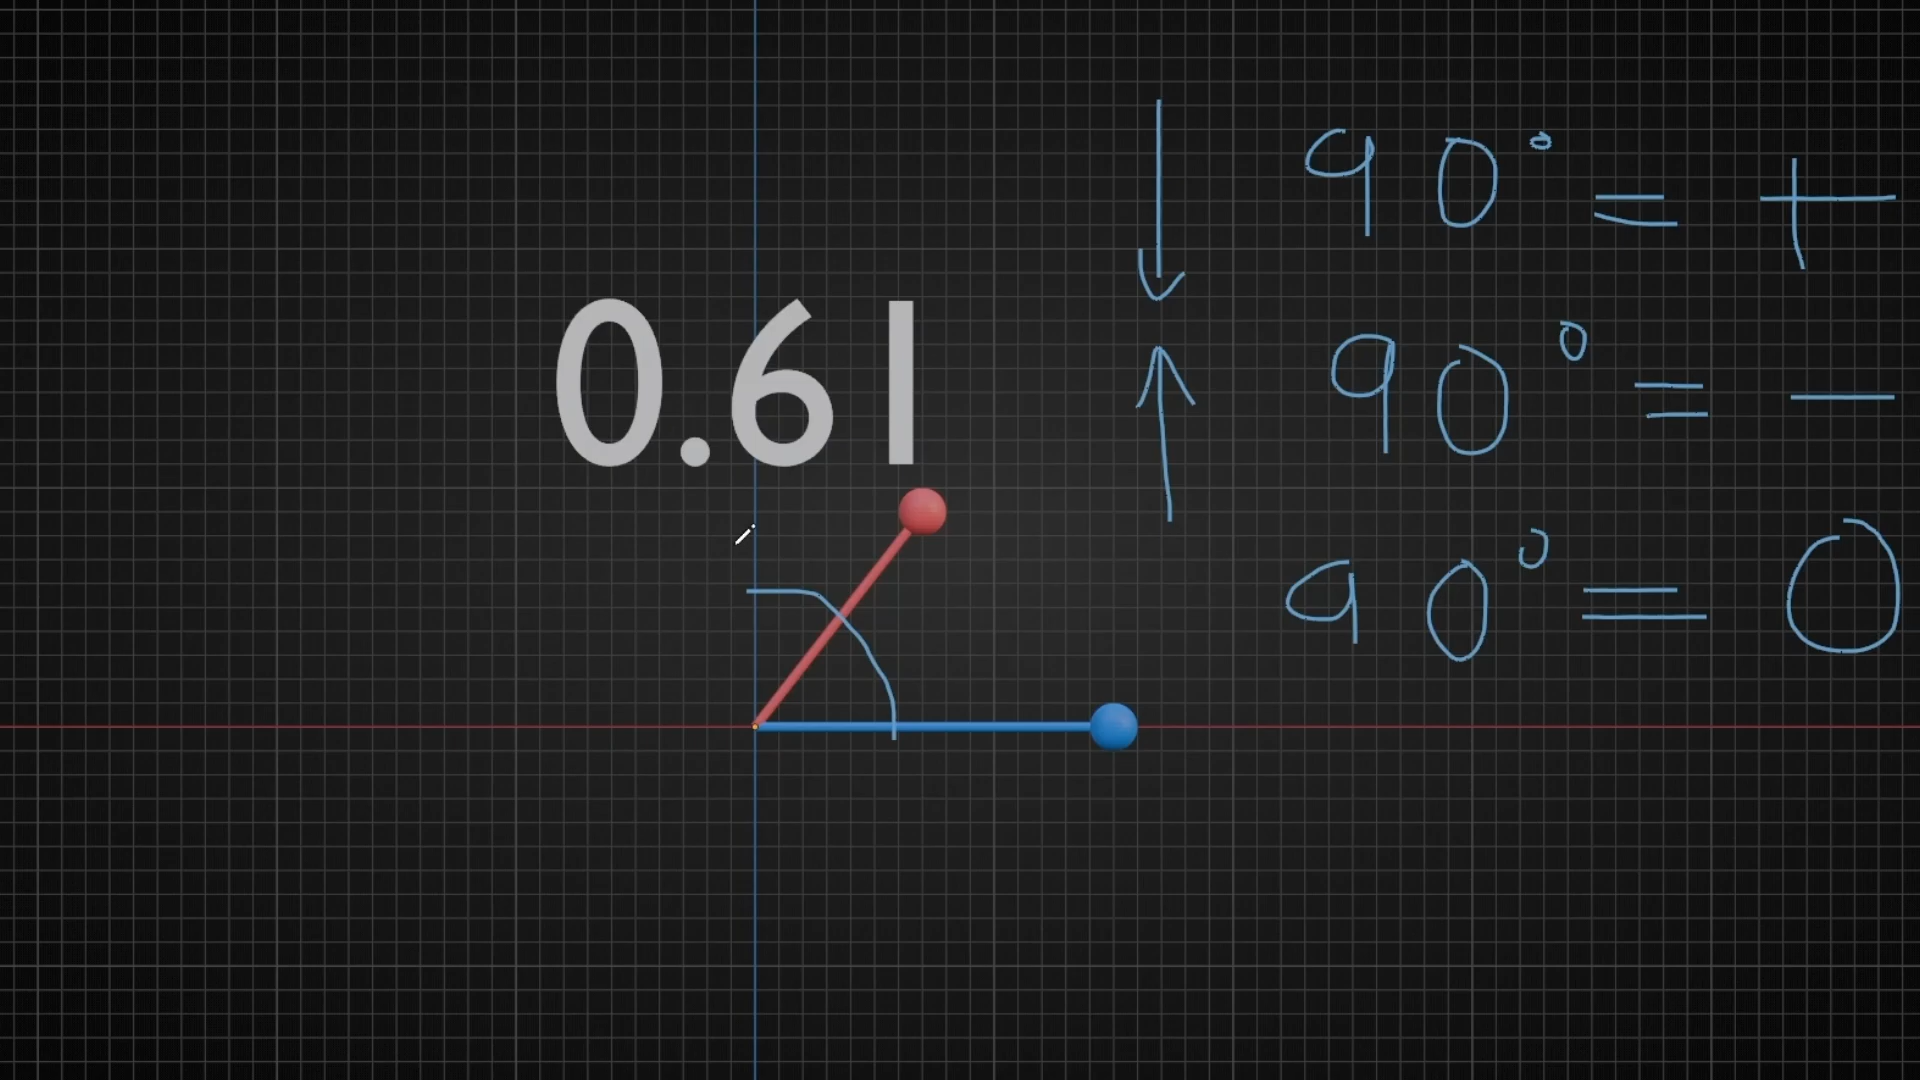 0.61
↓ 90° = +
↑ 90° = -
90° = 0